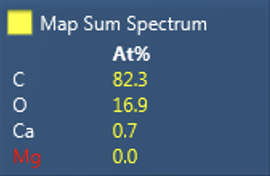 Map Sum Spectrum
At%
C 82.3
O 16.9
Ca 0.7
Mg 0.0